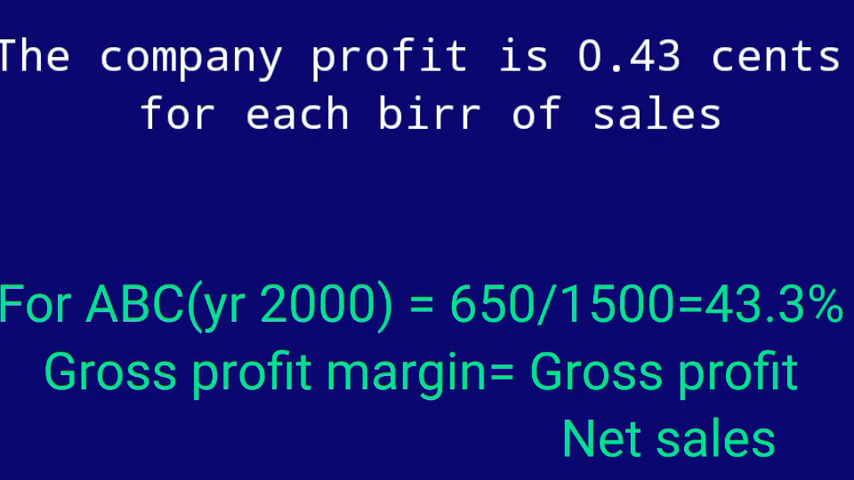 The company profit is 0.43 cents
for each birr of sales
For ABC(yr 2000) = 650/1500=43.3%
Gross profit margin= Gross profit
Net sales